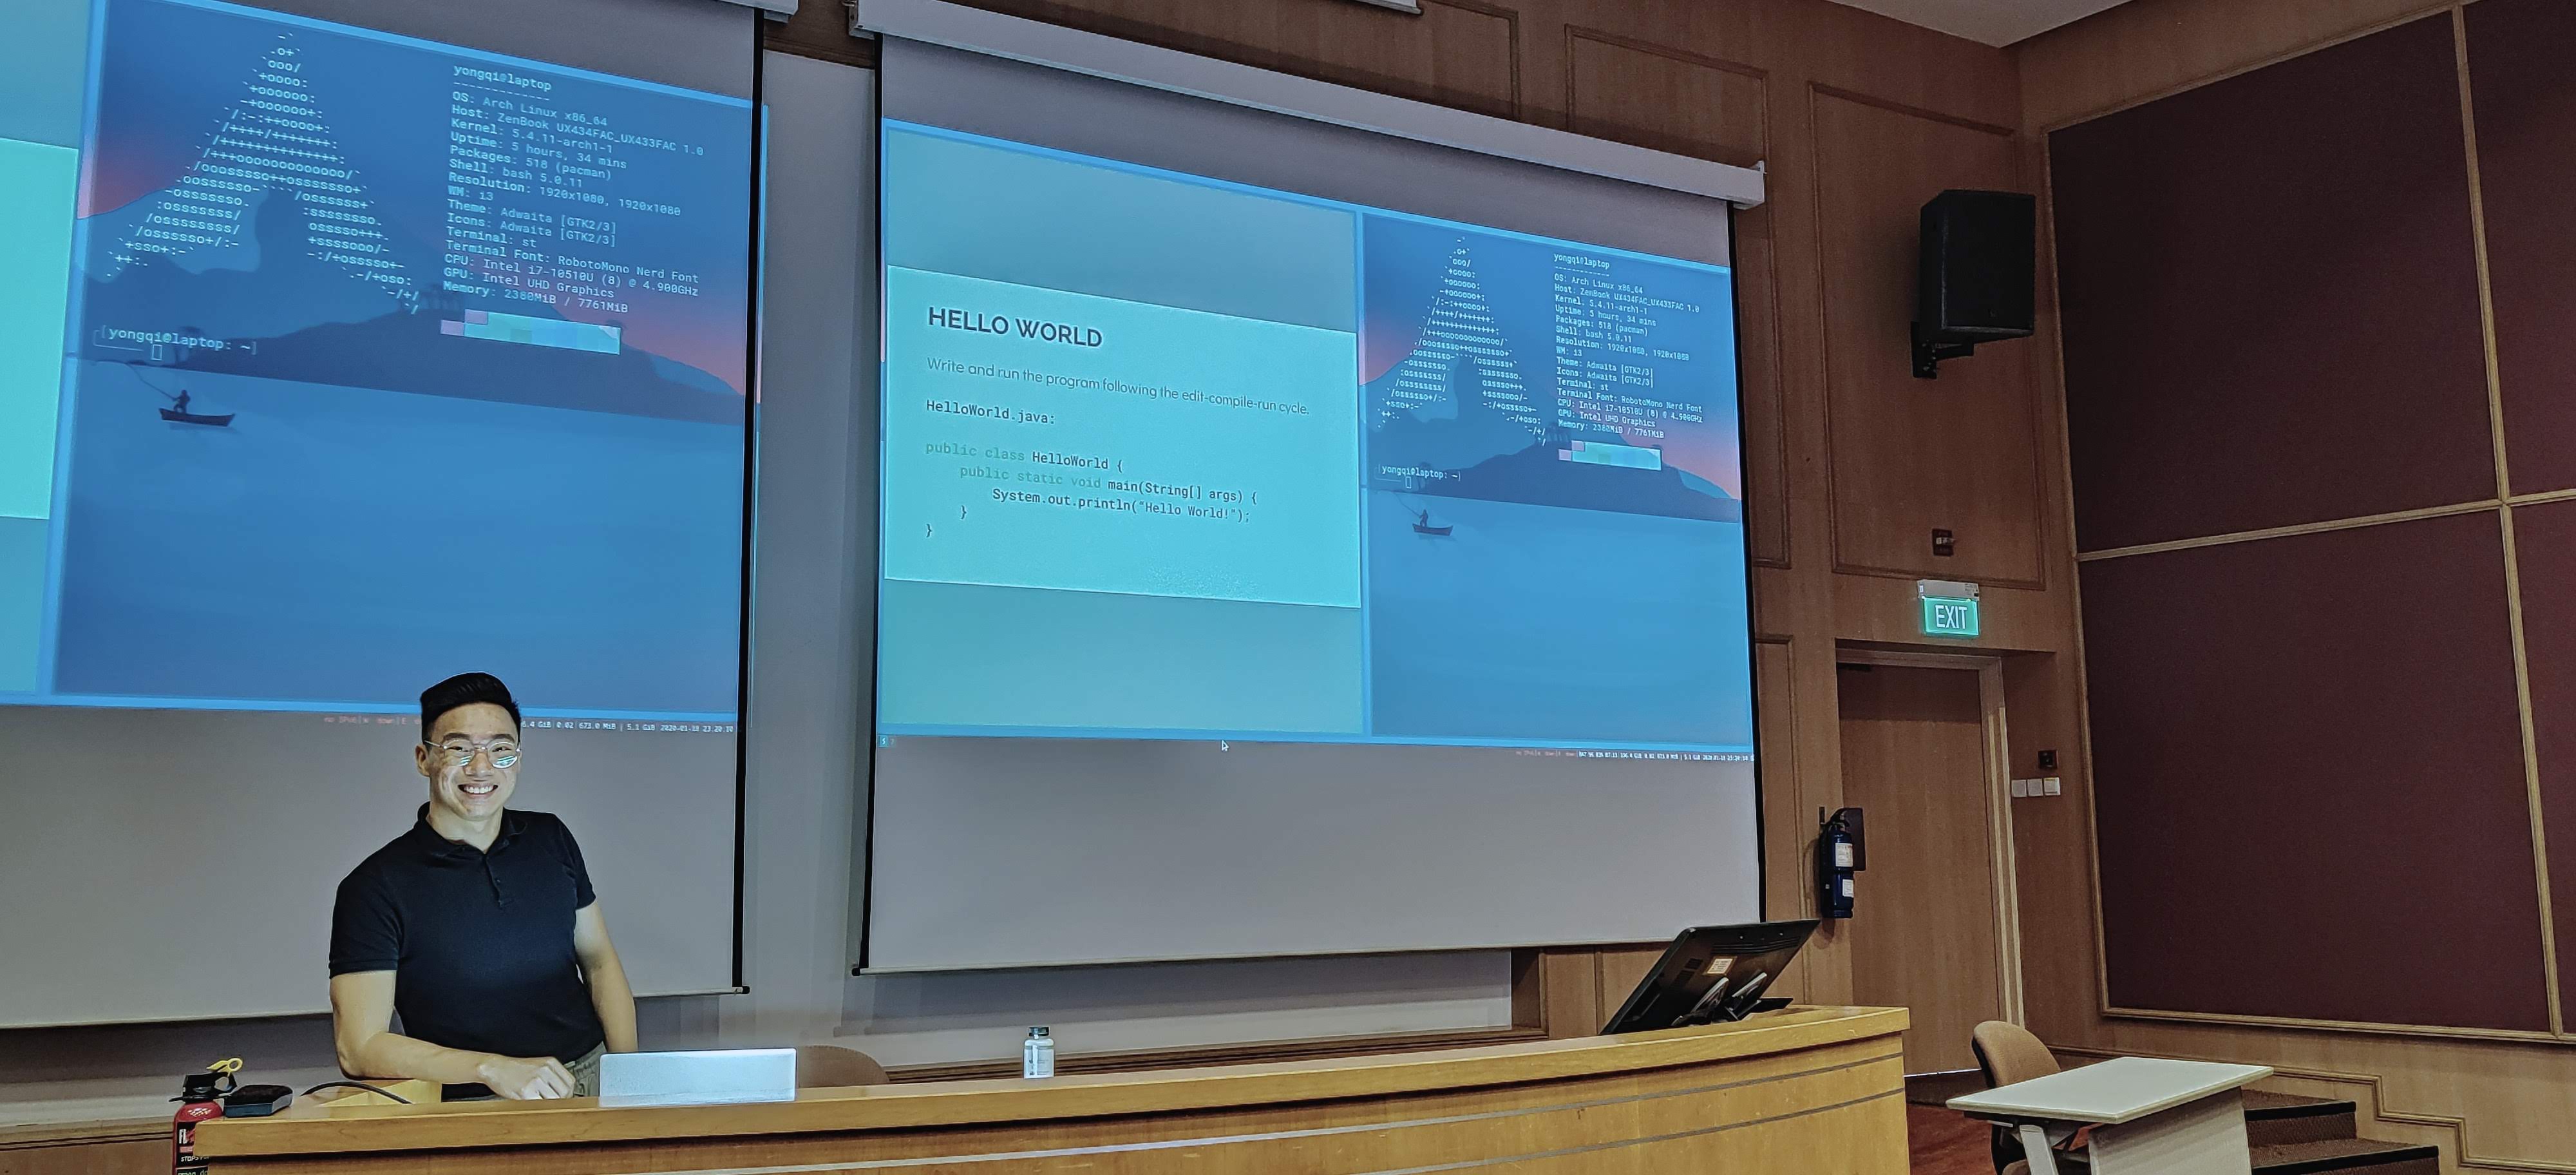 yongqi@laptop
-------------
OS: Arch Linux x86_64
Host: ZenBook UX434FAC_UX433FAC 1.0
Kernel: 5.4.11-arch1-1
Uptime: 5 hours, 34 mins
Packages: 518 (pacman)
Shell: bash 5.0.11
Resolution: 1920x1080, 1920x1080
WM: i3
Theme: Adwaita [GTK2/3]
Icons: Adwaita [GTK2/3]
Terminal: st
Terminal Font: RobotoMono Nerd Font
CPU: Intel i7-10510U (8) @ 4.900GHz
GPU: Intel UHD Graphics
Memory: 2380MiB / 7761MiB
[yongqi@laptop: ~]
0.02 673.0 MiB | 5.1 GiB
HELLO WORLD
Write and run the program following the edit-compile-run cycle.
HelloWorld.java:
public class HelloWorld {
public static void main(String[] args) {
System.out.println("Hello World!");
}
}
yongqi@laptop
-------------
OS: Arch Linux x86_64
Host: ZenBook UX434FAC_UX433FAC 1.0
Kernel: 5.4.11-arch1-1
Uptime: 5 hours, 34 mins
Packages: 518 (pacman)
Shell: bash 5.0.11
Resolution: 1920x1080, 1920x1080
WM: i3
Theme: Adwaita [GTK2/3]
Icons: Adwaita [GTK2/3]
Terminal: st
Terminal Font: RobotoMono Nerd Font
CPU: Intel i7-10510U (8) @ 4.900GHz
GPU: Intel UHD Graphics
Memory: 2380MiB / 7761MiB
[yongqi@laptop: ~]
EXIT